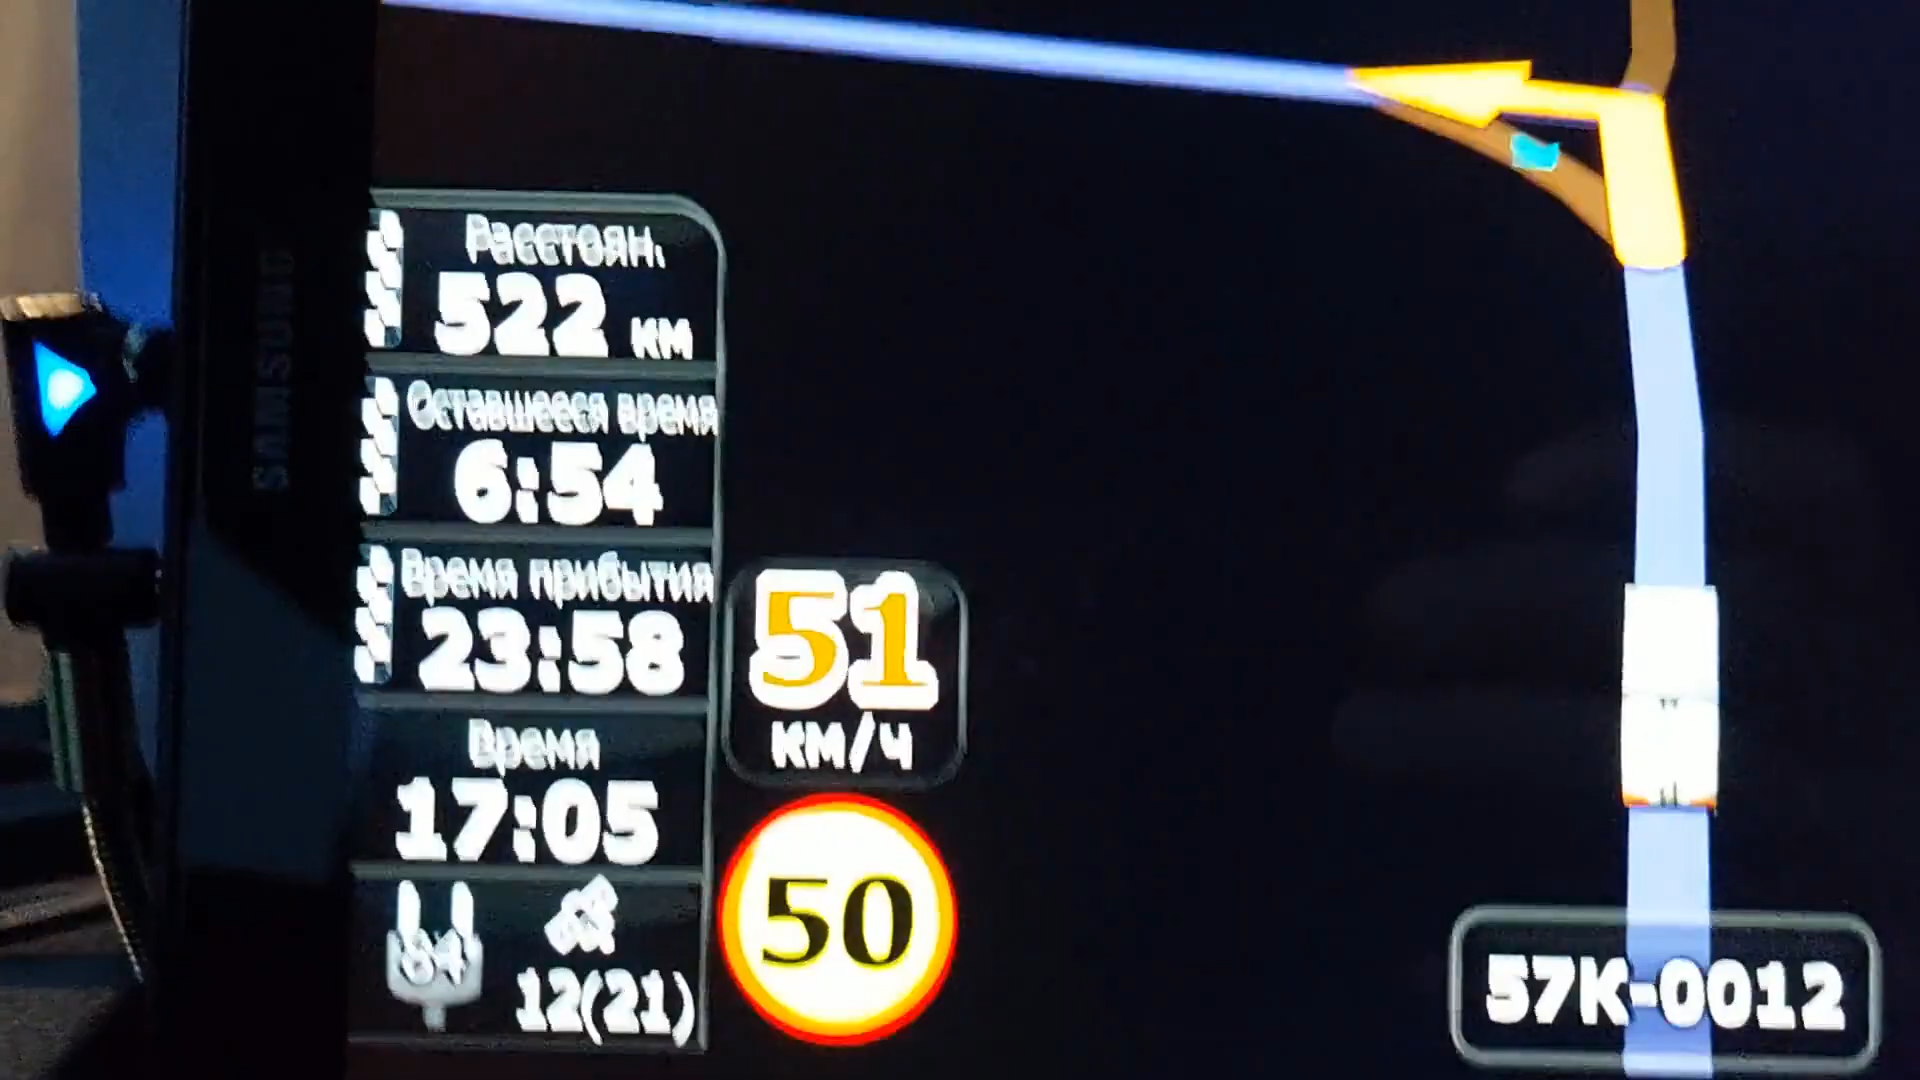 SAMSUNG
Расстоян.
522 км
Оставшееся время
6:54
Время прибытия
23:58
Время
17:05
64
12(21)
51
км/ч
50
57К-0012